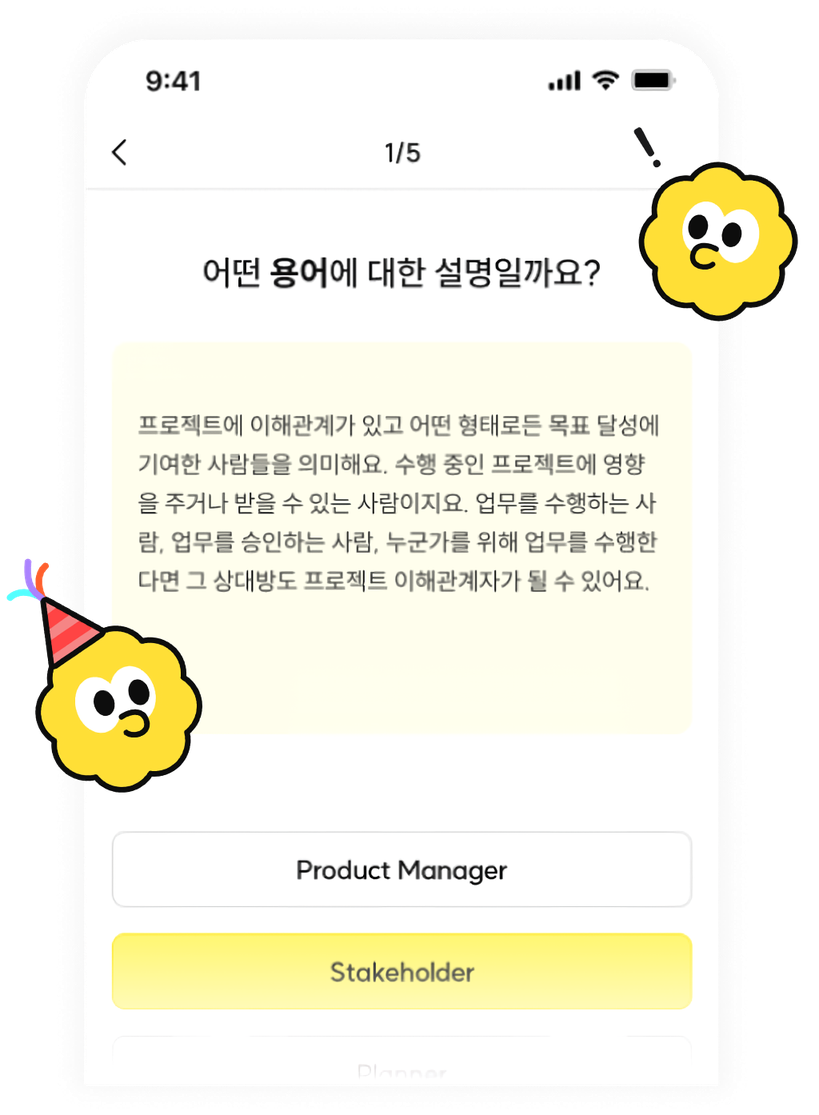 9:41
1/5
어떤 용어에 대한 설명일까요?
프로젝트에 이해관계가 있고 어떤 형태로든 목표 달성에
기여한 사람들을 의미해요. 수행 중인 프로젝트에 영향
을 주거나 받을 수 있는 사람이지요. 업무를 수행하는 사
람, 업무를 승인하는 사람, 누군가를 위해 업무를 수행한
다면 그 상대방도 프로젝트 이해관계자가 될 수 있어요.
Product Manager
Stakeholder
Planner